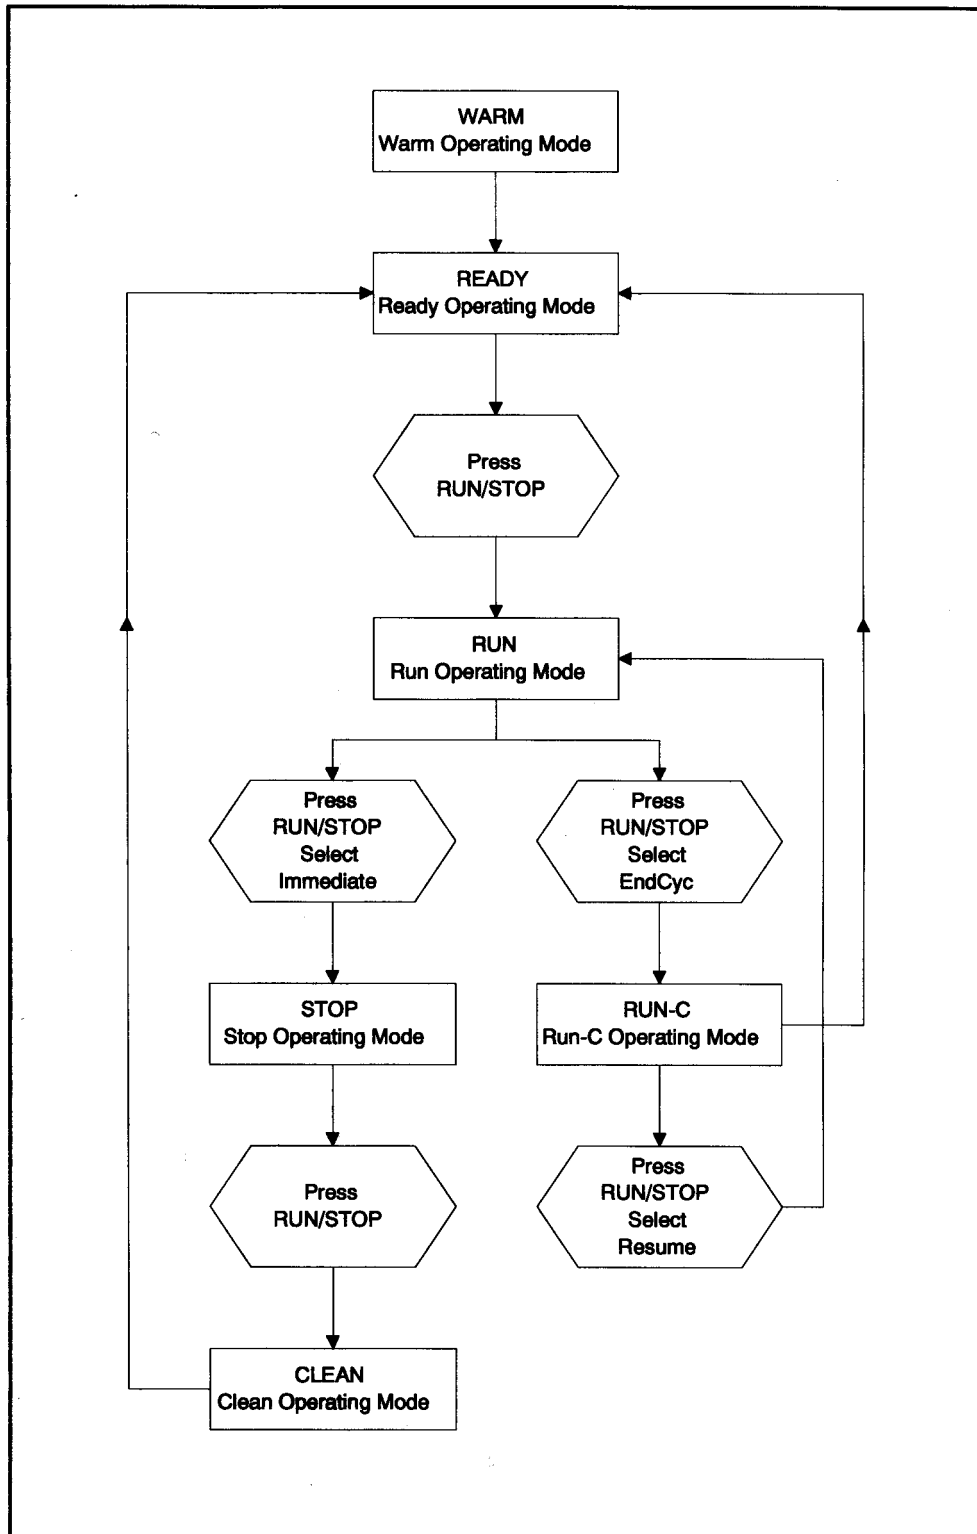 WARM
Warm Operating Mode
READY
Ready Operating Mode
Press
RUN/STOP
RUN
Run Operating Mode
Press
RUN/STOP
Select
Immediate
Press
RUN/STOP
Select
EndCyc
STOP
Stop Operating Mode
RUN-C
Run-C Operating Mode
Press
RUN/STOP
Press
RUN/STOP
Select
Resume
CLEAN
Clean Operating Mode